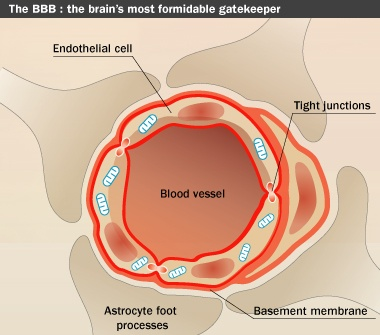 The BBB : the brain's most formidable gatekeeper
Endothelial cell
Tight junctions
Blood vessel
Astrocyte foot
processes
Basement membrane